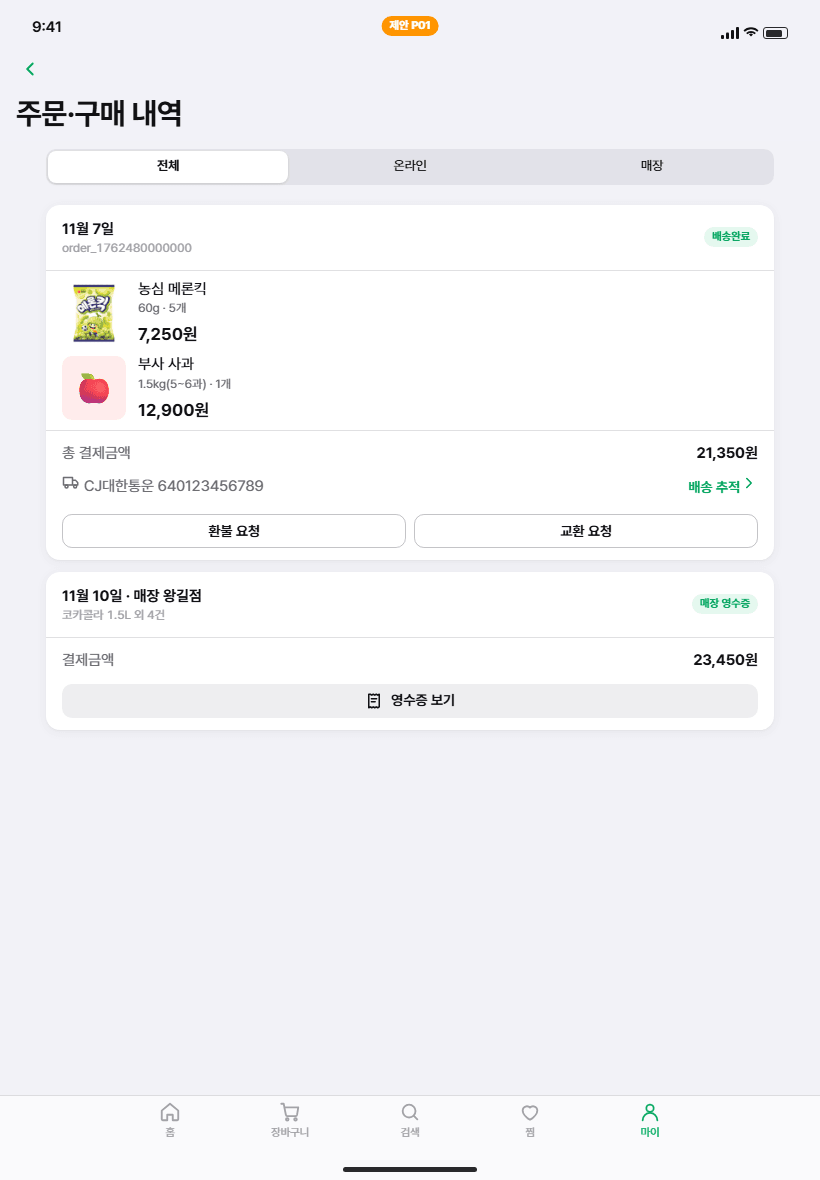 9:41
제안 P01
주문·구매 내역
전체
온라인
매장
11월 7일
order_1762480000000
배송완료
메론킥
농심 메론킥
60g · 5개
7,250원
부사 사과
1.5kg(5~6과) · 1개
12,900원
총 결제금액
21,350원
CJ대한통운 640123456789
배송 추적
환불 요청
교환 요청
11월 10일 · 매장 왕길점
코카콜라 1.5L 외 4건
매장 영수증
결제금액
23,450원
영수증 보기
홈
장바구니
검색
찜
마이